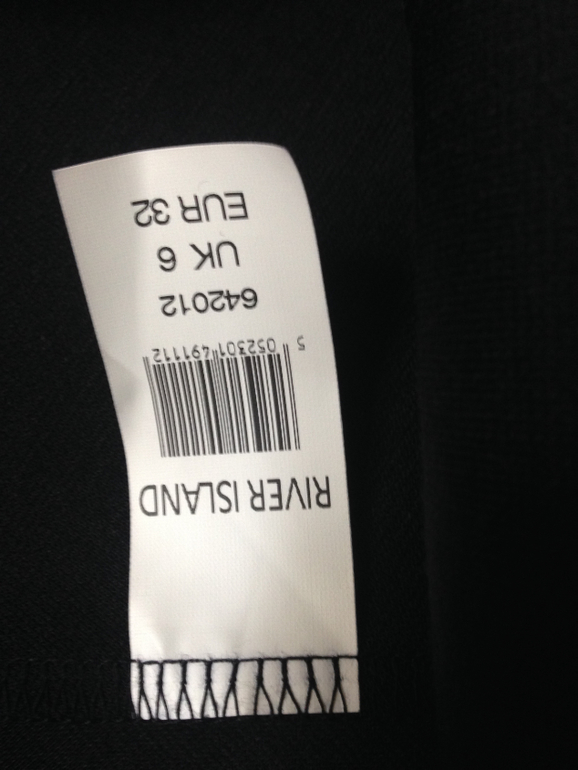 RIVER ISLAND
5 052301 491112
642012
UK 6
EUR 32